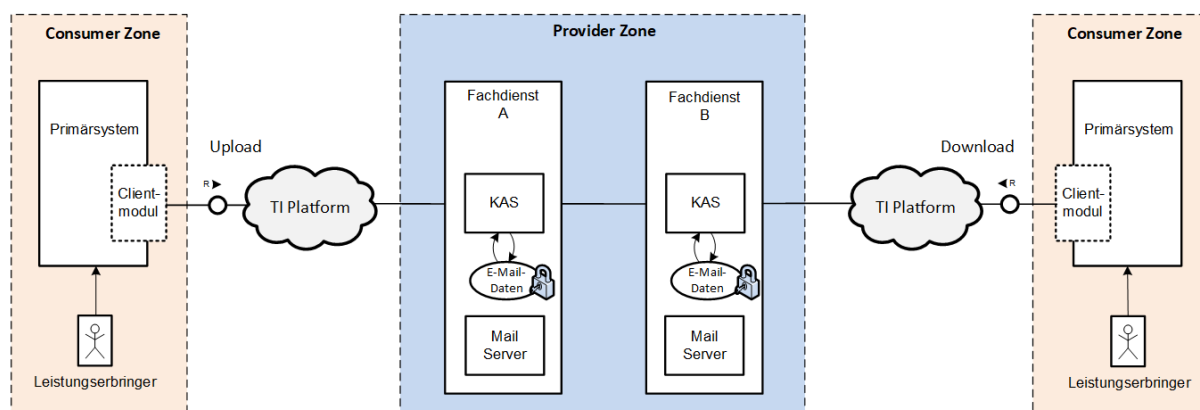 Consumer Zone
Primärsystem
Client-
modul
Leistungserbringer
Upload
R
TI Platform
Provider Zone
Fachdienst
A
KAS
E-Mail-
Daten
Mail
Server
Fachdienst
B
KAS
E-Mail-
Daten
Mail
Server
Download
R
TI Platform
Consumer Zone
Primärsystem
Client-
modul
Leistungserbringer